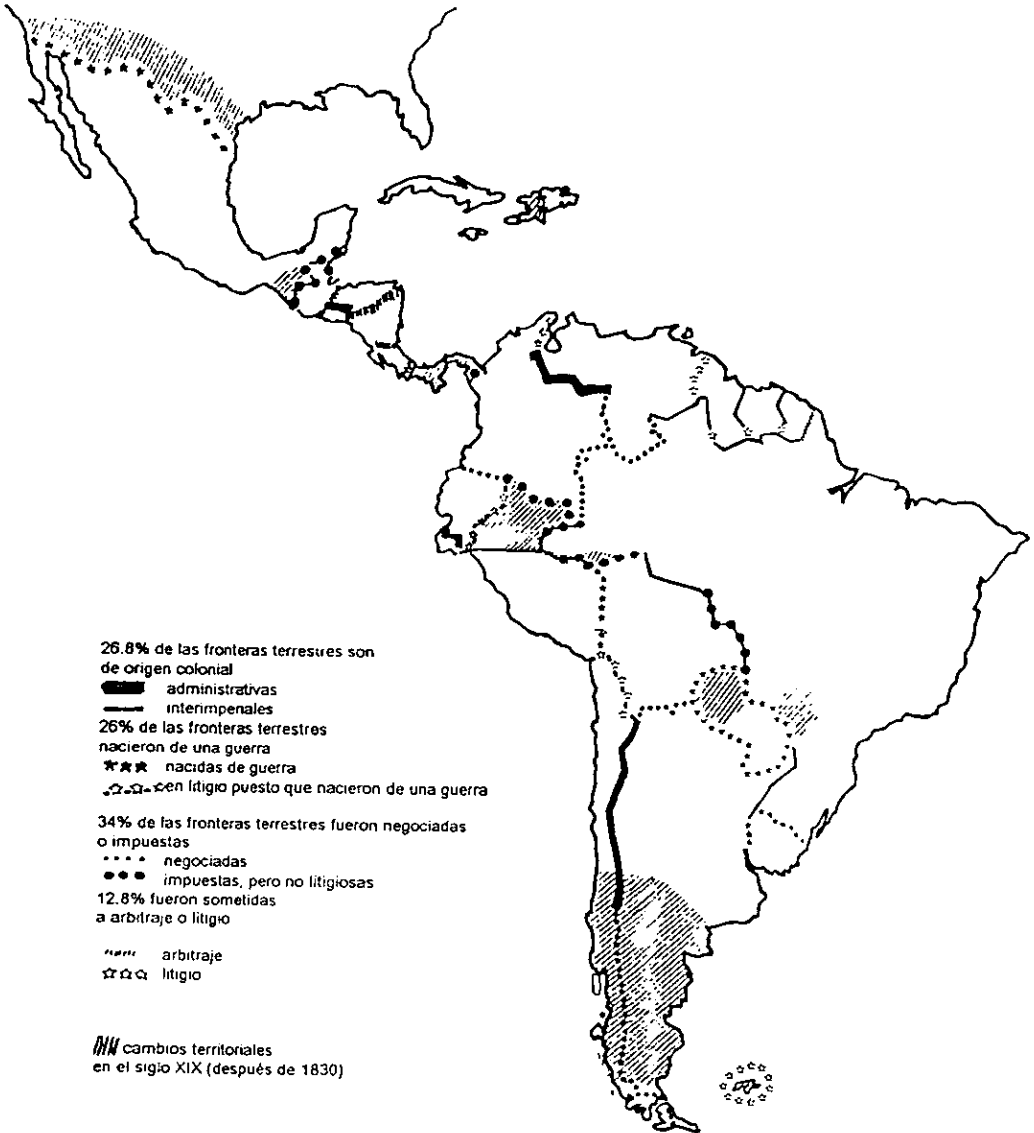 26.8% de las fronteras terrestres son
de origen colonial
administrativas
interimpenales
26% de las fronteras terrestres
nacieron de una guerra
nacidas de guerra
en litigio puesto que nacieron de una guerra
34% de las fronteras terrestres fueron negociadas
o impuestas
negociadas
impuestas, pero no litigiosas
12.8% fueron sometidas
a arbitraje o litigio
arbitraje
litigio
cambios territoriales
en el siglo XIX (después de 1830)